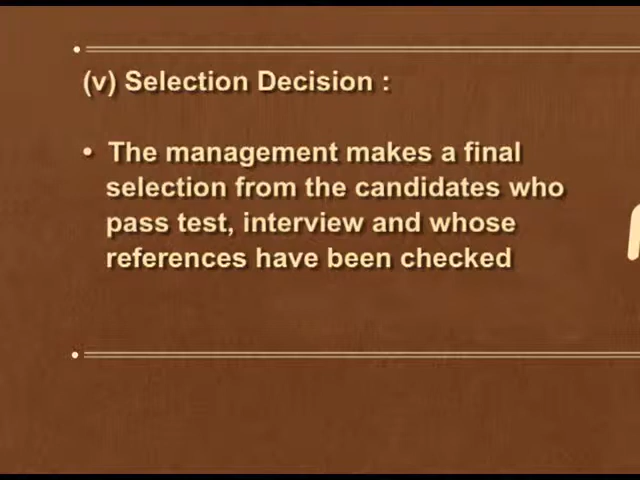 (v) Selection Decision :
• The management makes a final
selection from the candidates who
pass test, interview and whose
references have been checked